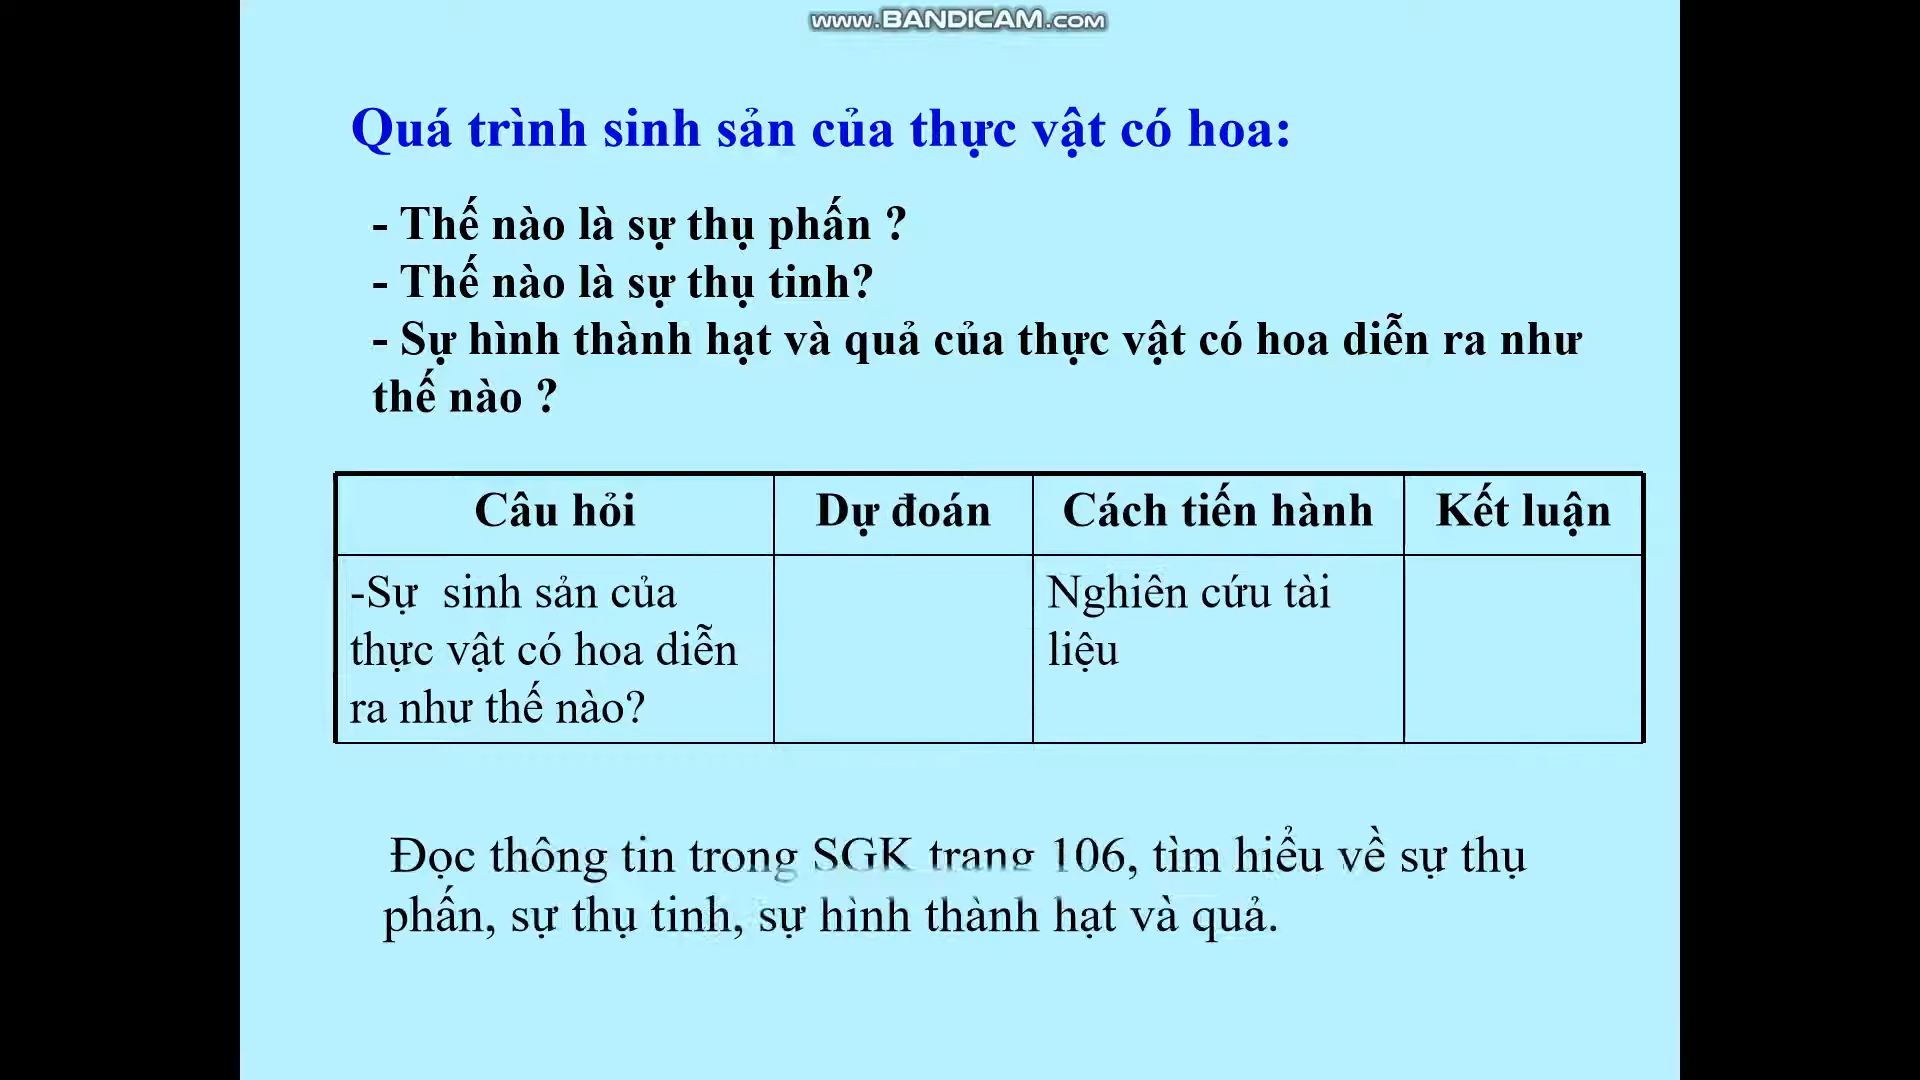 www.BANDICAM.com
Quá trình sinh sản của thực vật có hoa:
- Thế nào là sự thụ phấn ?
- Thế nào là sự thụ tinh?
- Sự hình thành hạt và quả của thực vật có hoa diễn ra như
thế nào ?
Câu hỏi Dự đoán Cách tiến hành Kết luận
-Sự sinh sản của
thực vật có hoa diễn
ra như thế nào?
Nghiên cứu tài
liệu
Đọc thông tin trong SGK trang 106, tìm hiểu về sự thụ
phấn, sự thụ tinh, sự hình thành hạt và quả.